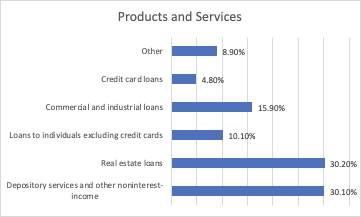 Products and Services
Other
8.90%
Credit card loans
4.80%
Commercial and industrial loans
15.90%
Loans to individuals excluding credit cards
10.10%
Real estate loans
30.20%
Depository services and other noninterest-
income
30.10%